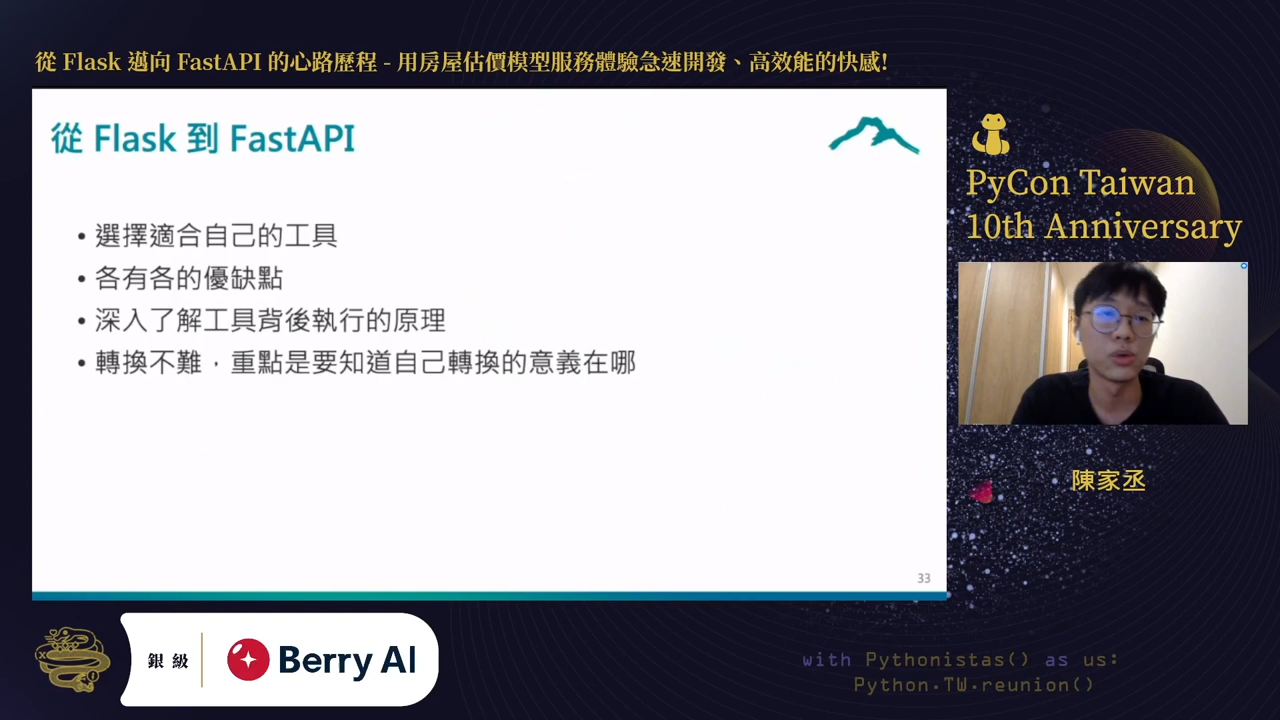 從 Flask 邁向 FastAPI 的心路歷程 - 用房屋估價模型服務體驗急速開發、高效能的快感!
從 Flask 到 FastAPI
• 選擇適合自己的工具
• 各有各的優缺點
• 深入了解工具背後執行的原理
• 轉換不難，重點是要知道自己轉換的意義在哪
33
PyCon Taiwan
10th Anniversary
陳家丞
銀級
Berry AI
with Pythonistas() as us:
Python.TW.reunion()